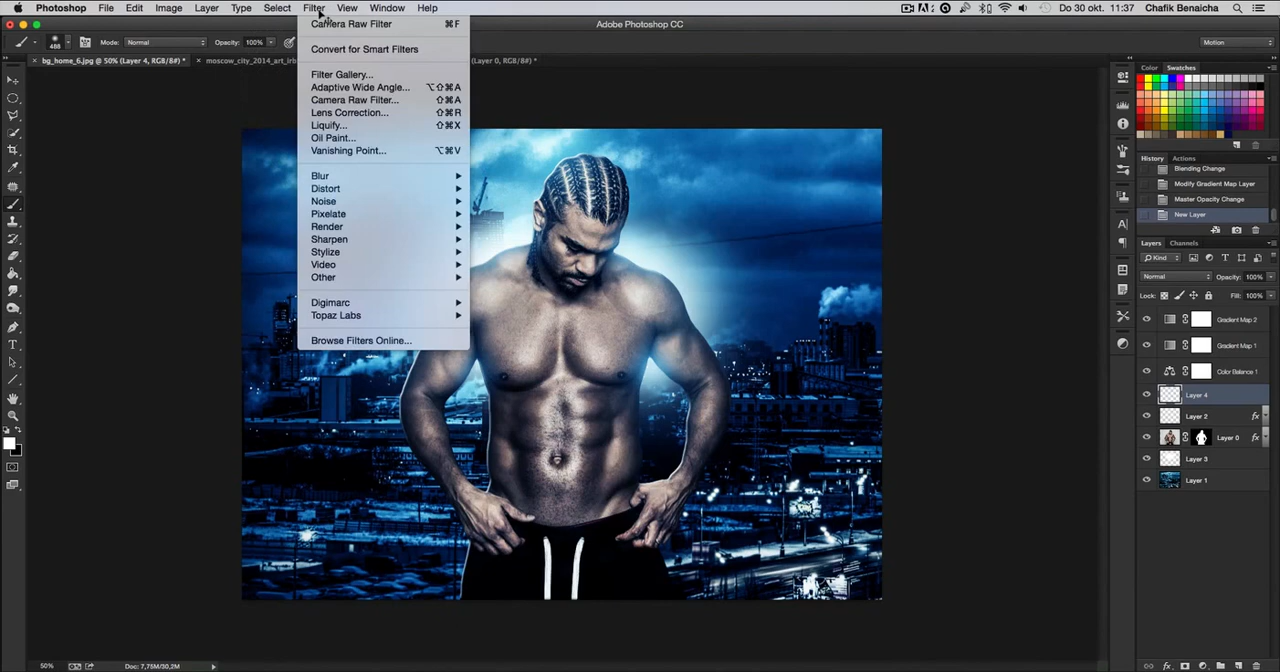 Photoshop File Edit Image Layer Type Select Filter View Window Help Do 30 okt. 11:37 Chafik Benaicha
Adobe Photoshop CC
488 Mode: Normal Opacity: 100% Motion
bg_home_6.jpg @ 50% (Layer 4, RGB/8#) * moscow_city_2014_art_irb (Layer 0, RGB/8#) *
Camera Raw Filter ⌘F
Convert for Smart Filters
Filter Gallery...
Adaptive Wide Angle... ⌥⇧⌘A
Camera Raw Filter... ⇧⌘A
Lens Correction... ⇧⌘R
Liquify... ⇧⌘X
Oil Paint...
Vanishing Point... ⌥⌘V
Blur
Distort
Noise
Pixelate
Render
Sharpen
Stylize
Video
Other
Digimarc
Topaz Labs
Browse Filters Online...
Color Swatches
History Actions
Blending Change
Modify Gradient Map Layer
Master Opacity Change
New Layer
Layers Channels
Kind
Normal Opacity: 100%
Lock: Fill: 100%
Gradient Map 2
Gradient Map 1
Color Balance 1
Layer 4
Layer 2 fx
Layer 0 fx
Layer 3
Layer 1
50% Doc: 7,75M/30,2M